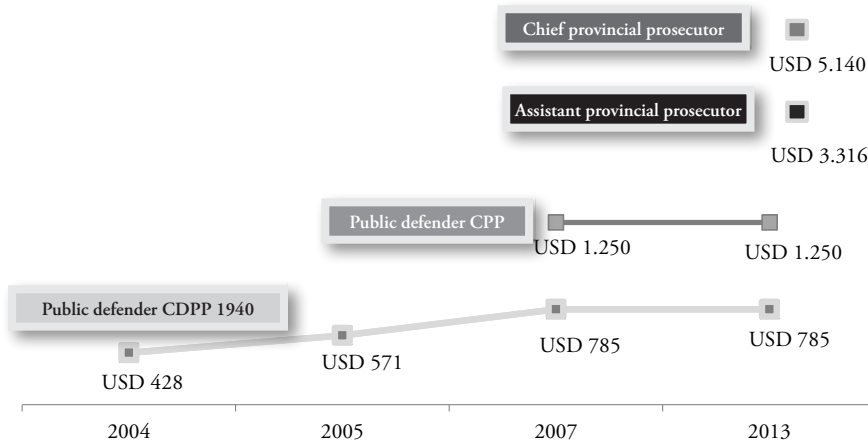 Chief provincial prosecutor
USD 5.140
Assistant provincial prosecutor
USD 3.316
Public defender CPP
USD 1.250
USD 1.250
Public defender CDPP 1940
USD 428
USD 571
USD 785
USD 785
2004
2005
2007
2013